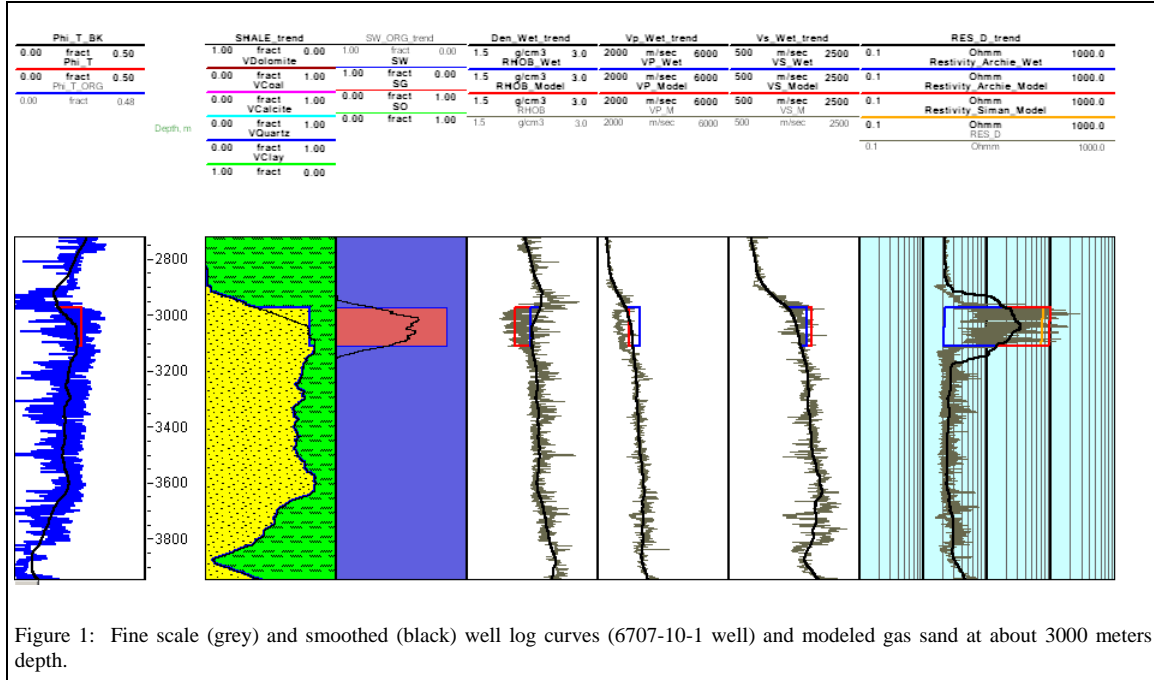 Phi_T_BK
0.00 fract 0.50
Phi_T
0.00 fract 0.50
Phi_T_ORG
0.00 fract 0.48
Depth, m
SHALE_trend
1.00 fract 0.00
VDolomite
0.00 fract 1.00
VCoal
0.00 fract 1.00
VCalcite
0.00 fract 1.00
VQuartz
0.00 fract 1.00
VClay
1.00 fract 0.00
SW_ORG_trend
1.00 fract 0.00
SW
1.00 fract 0.00
SG
0.00 fract 1.00
SO
0.00 fract 1.00
Den_Wet_trend
1.5 g/cm3 3.0
RHOB_Wet
1.5 g/cm3 3.0
RHOB_Model
1.5 g/cm3 3.0
RHOB
1.5 g/cm3 3.0
Vp_Wet_trend
2000 m/sec 6000
VP_Wet
2000 m/sec 6000
VP_Model
2000 m/sec 6000
VP_M
2000 m/sec 6000
Vs_Wet_trend
500 m/sec 2500
VS_Wet
500 m/sec 2500
VS_Model
500 m/sec 2500
VS_M
500 m/sec 2500
RES_D_trend
0.1 Ohmm 1000.0
Restivity_Archie_Wet
0.1 Ohmm 1000.0
Restivity_Archie_Model
0.1 Ohmm 1000.0
Restivity_Siman_Model
0.1 Ohmm 1000.0
RES_D
0.1 Ohmm 1000.0
2800
3000
3200
3400
3600
3800
Figure 1: Fine scale (grey) and smoothed (black) well log curves (6707-10-1 well) and modeled gas sand at about 3000 meters
depth.